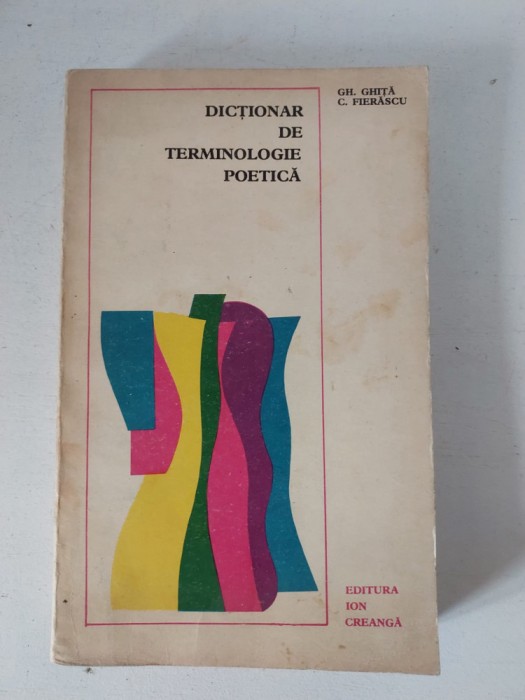 DICȚIONAR
DE
TERMINOLOGIE
POETICĂ
GH. GHIȚĂ
C. FIERĂSCU
EDITURA
ION
CREANGĂ